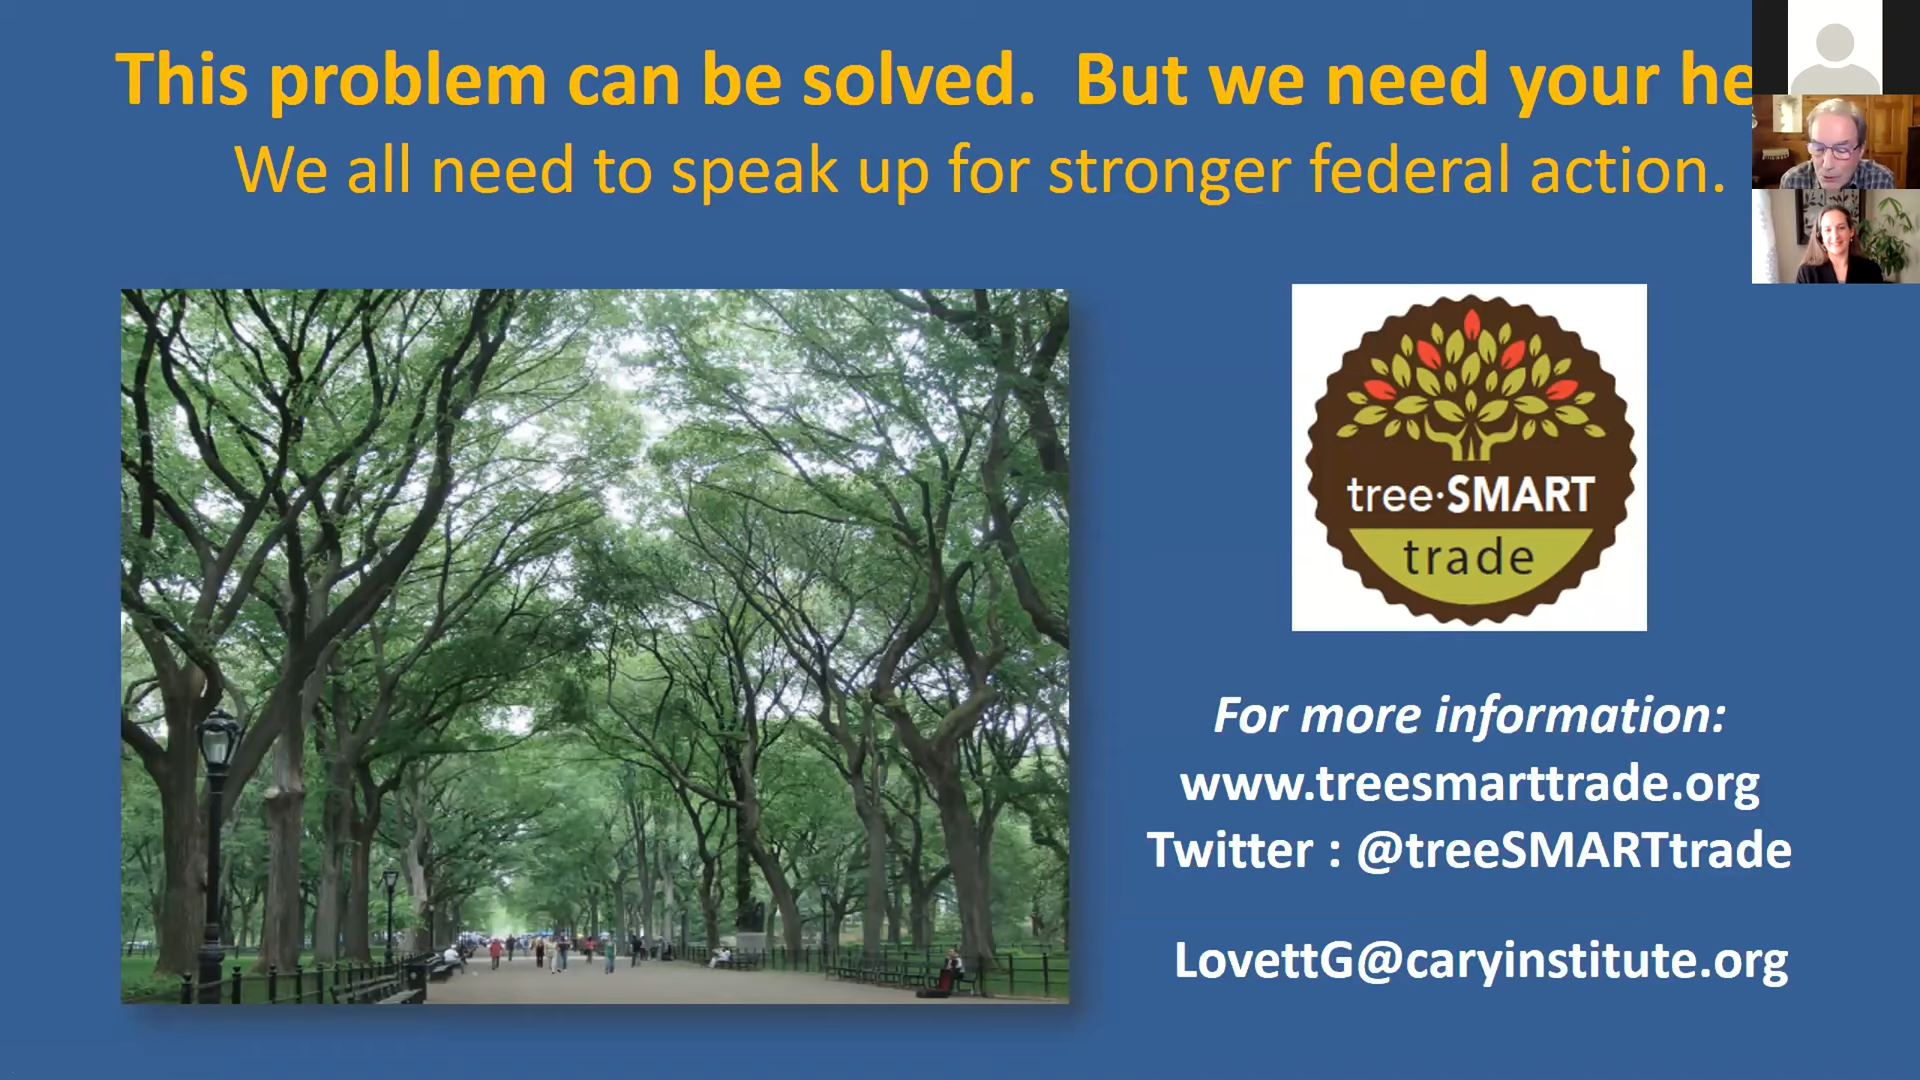 This problem can be solved.  But we need your he
We all need to speak up for stronger federal action.
tree·SMART
trade
For more information:
www.treesmarttrade.org
Twitter : @treeSMARTtrade
LovettG@caryinstitute.org